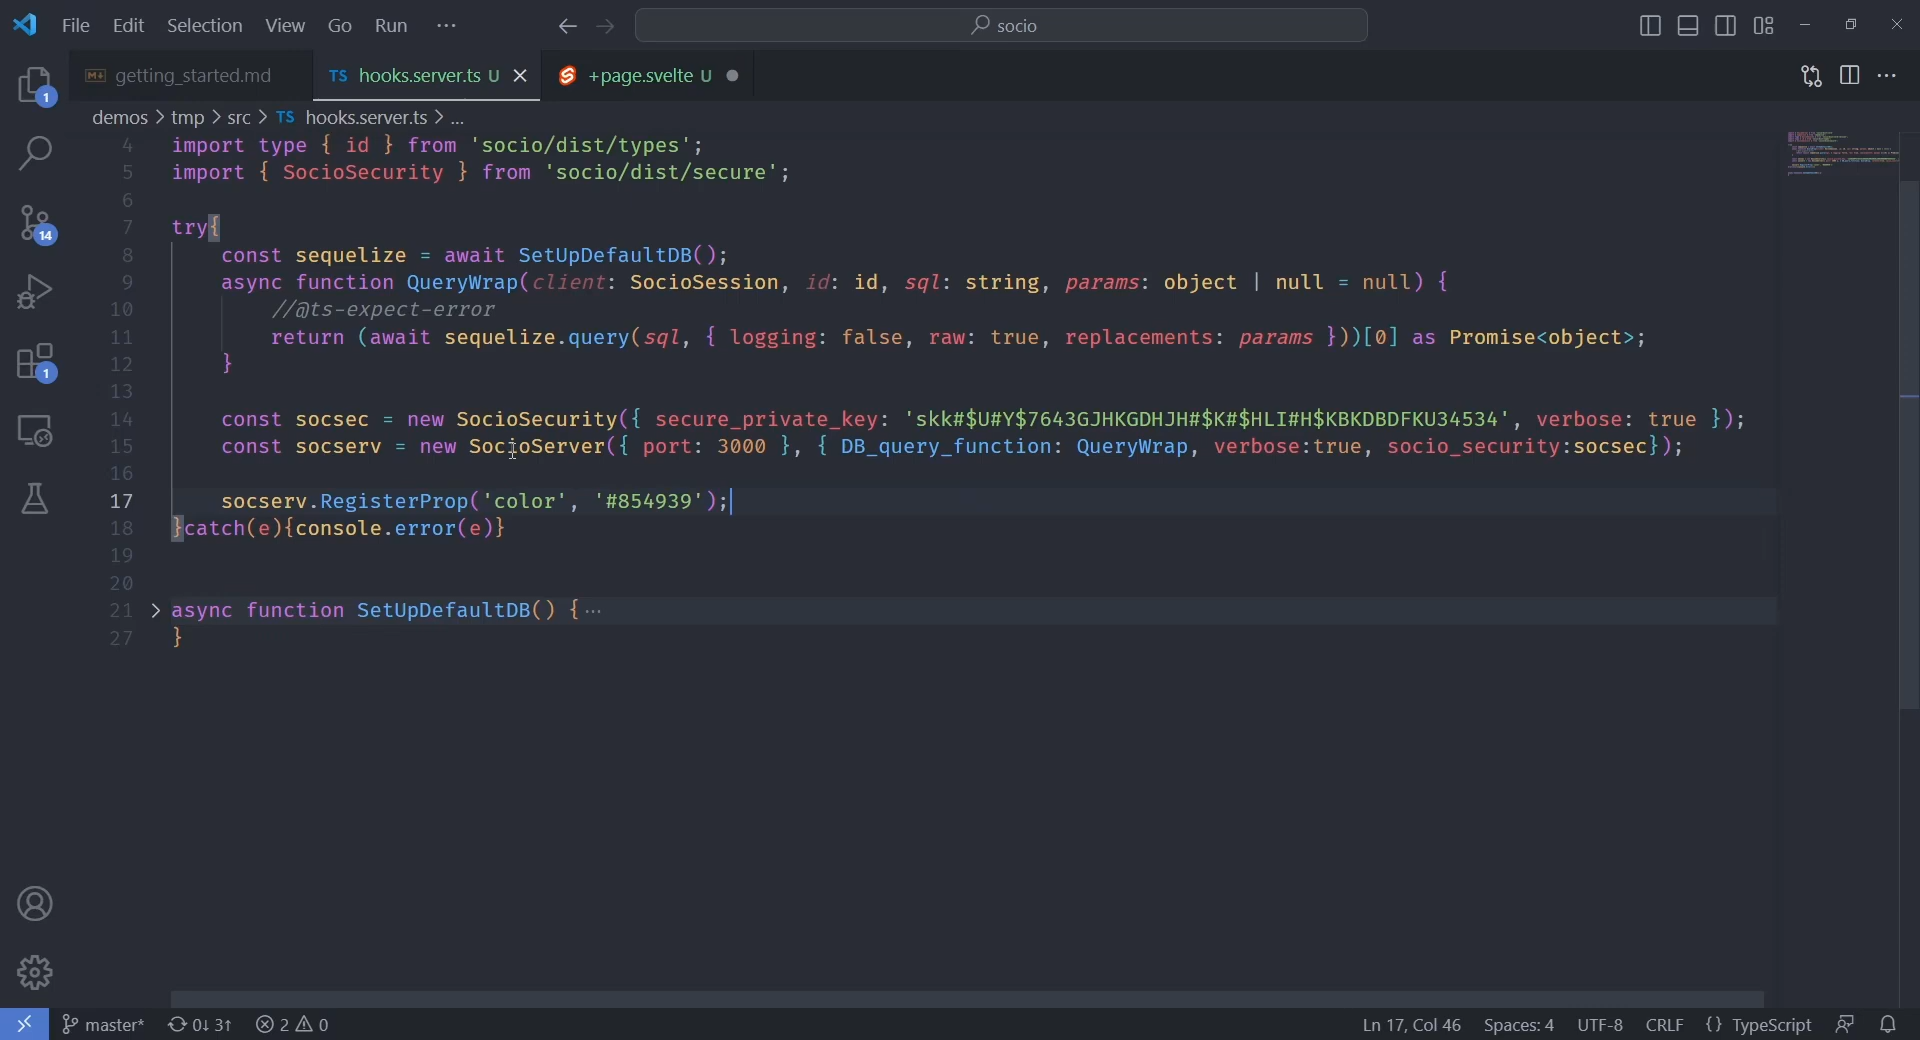 File Edit Selection View Go Run ···
socio
getting_started.md
TS hooks.server.ts U
+page.svelte U
demos > tmp > src > TS hooks.server.ts > ...
4 import type { id } from 'socio/dist/types';
5 import { SocioSecurity } from 'socio/dist/secure';
6
7 try{
8 const sequelize = await SetUpDefaultDB();
9 async function QueryWrap(client: SocioSession, id: id, sql: string, params: object | null = null) {
10 //@ts-expect-error
11 return (await sequelize.query(sql, { logging: false, raw: true, replacements: params }))[0] as Promise<object>;
12 }
13
14 const socsec = new SocioSecurity({ secure_private_key: 'skk#$U#Y$7643GJHKGDHJH#$K#$HLI#H$KBKDBDFKU34534', verbose: true });
15 const socserv = new SocioServer({ port: 3000 }, { DB_query_function: QueryWrap, verbose:true, socio_security:socsec});
16
17 socserv.RegisterProp('color', '#854939');
18 }catch(e){console.error(e)}
19
20
21 > async function SetUpDefaultDB() { ···
27 }
1
14
1
master* 0↓ 3↑ 2 0
Ln 17, Col 46 Spaces: 4 UTF-8 CRLF {} TypeScript